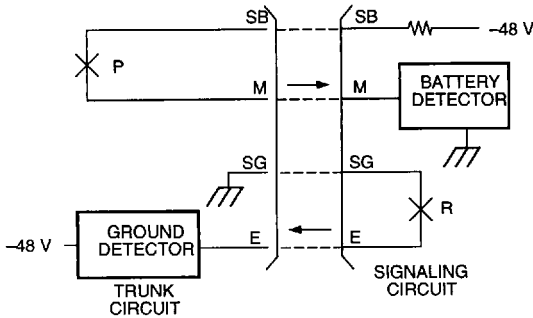 SB SB
-48 V
P
BATTERY
DETECTOR
M M
SG SG
R
GROUND
DETECTOR
-48 V
E E
TRUNK
CIRCUIT
SIGNALING
CIRCUIT